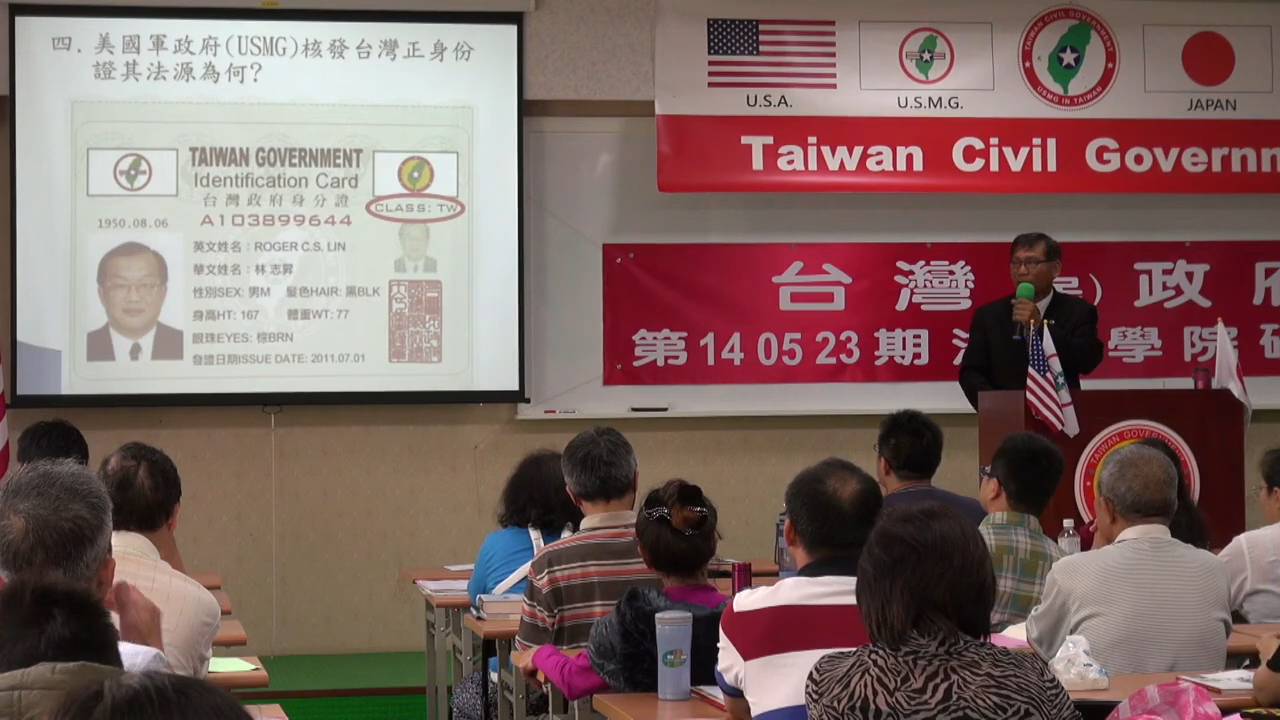 四. 美國軍政府(USMG)核發台灣正身份
證其法源為何?
TAIWAN GOVERNMENT
Identification Card
台灣政府身分證
CLASS: TW
1950.08.06
A103899644
英文姓名：ROGER C.S. LIN
華文姓名：林 志昇
性別SEX: 男M 髮色HAIR: 黑BLK
身高HT: 167 體重WT: 77
眼珠EYES: 棕BRN
發證日期ISSUE DATE: 2011.07.01
TAIWAN CIVIL GOVERNMENT
USMG IN TAIWAN
U.S.A.
U.S.M.G.
JAPAN
Taiwan Civil Governm
台灣 政府
第 14 05 23 期 學院
TAIWAN GOVERNMENT